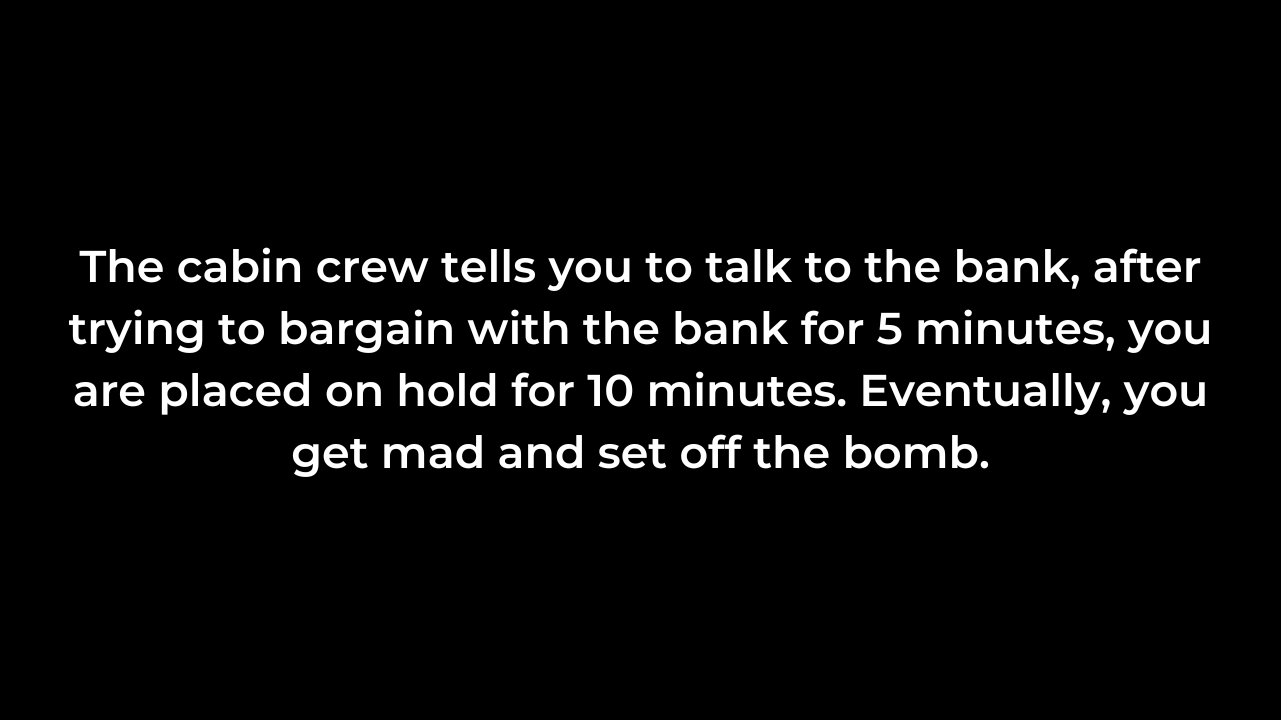 The cabin crew tells you to talk to the bank, after
trying to bargain with the bank for 5 minutes, you
are placed on hold for 10 minutes. Eventually, you
get mad and set off the bomb.